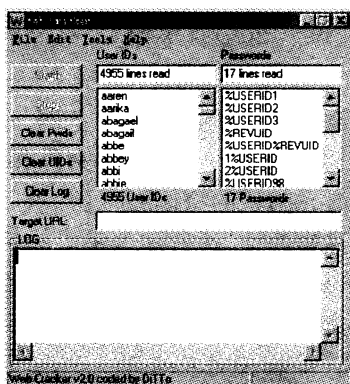 File Edit Tools Help
User IDs Passwords
4955 lines read 17 lines read
Start
Stop
Clear Pwds
Clear UIDs
Clear Log
aaren
aarika
abagael
abagail
abbe
abbey
abbi
abbie
%USERID1
%USERID2
%USERID3
%REVUID
%USERID%REVUID
1%USERID
2%USERID
%USERID98
4955 User IDs 17 Passwords
Target URL
LOG
Web Cracker v2.0 coded by DiTTo